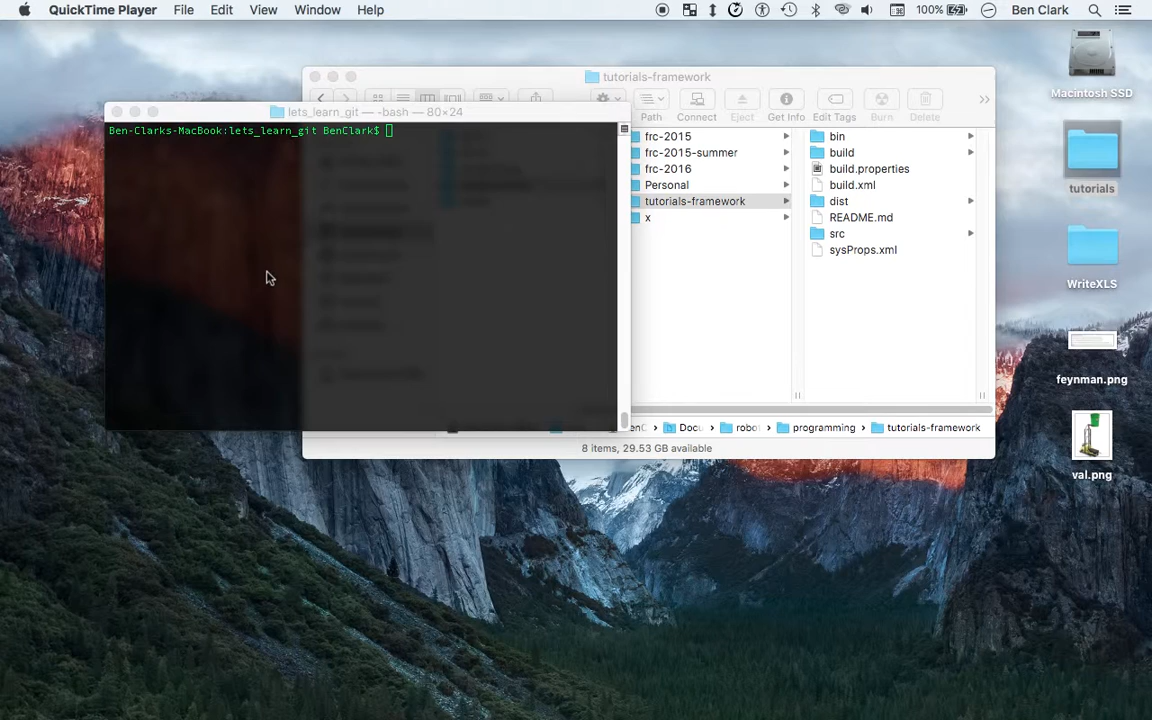 QuickTime Player File Edit View Window Help 100% Ben Clark
tutorials-framework
lets_learn_git — -bash — 80×24
Path Connect Eject Get Info Edit Tags Burn Delete
Ben-Clarks-MacBook:lets_learn_git BenClark$
frc-2015
frc-2015-summer
frc-2016
Personal
tutorials-framework
x
bin
build
build.properties
build.xml
dist
README.md
src
sysProps.xml
Docu robo programming tutorials-framework
8 items, 29.53 GB available
Macintosh SSD
tutorials
WriteXLS
feynman.png
val.png